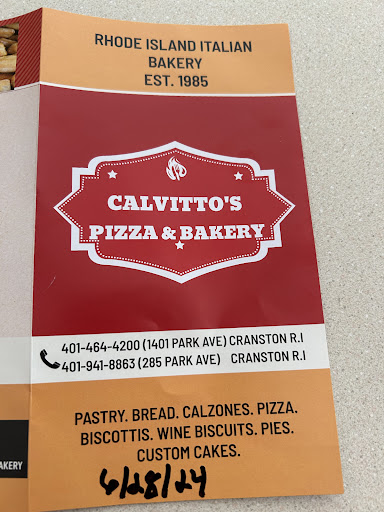 RHODE ISLAND ITALIAN
BAKERY
EST. 1985
CALVITTO'S
PIZZA & BAKERY
401-464-4200 (1401 PARK AVE) CRANSTON R.I
401-941-8863 (285 PARK AVE) CRANSTON R.I
PASTRY. BREAD. CALZONES. PIZZA.
BISCOTTIS. WINE BISCUITS. PIES.
CUSTOM CAKES.
AKERY
6/28/24